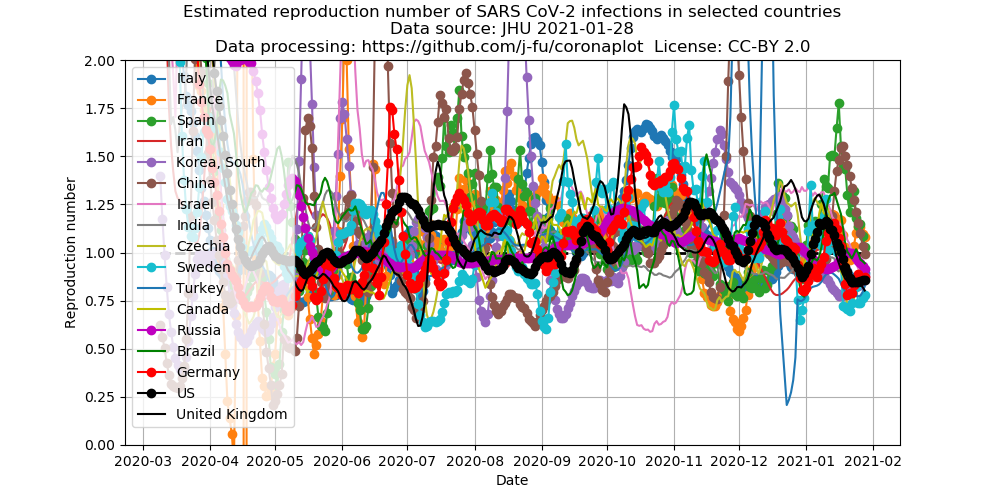 Estimated reproduction number of SARS CoV-2 infections in selected countries
Data source: JHU 2021-01-28
Data processing: https://github.com/j-fu/coronaplot License: CC-BY 2.0
Reproduction number
2.00
1.75
1.50
1.25
1.00
0.75
0.50
0.25
0.00
Italy
France
Spain
Iran
Korea, South
China
Israel
India
Czechia
Sweden
Turkey
Canada
Russia
Brazil
Germany
US
United Kingdom
2020-03 2020-04 2020-05 2020-06 2020-07 2020-08 2020-09 2020-10 2020-11 2020-12 2021-01 2021-02
Date